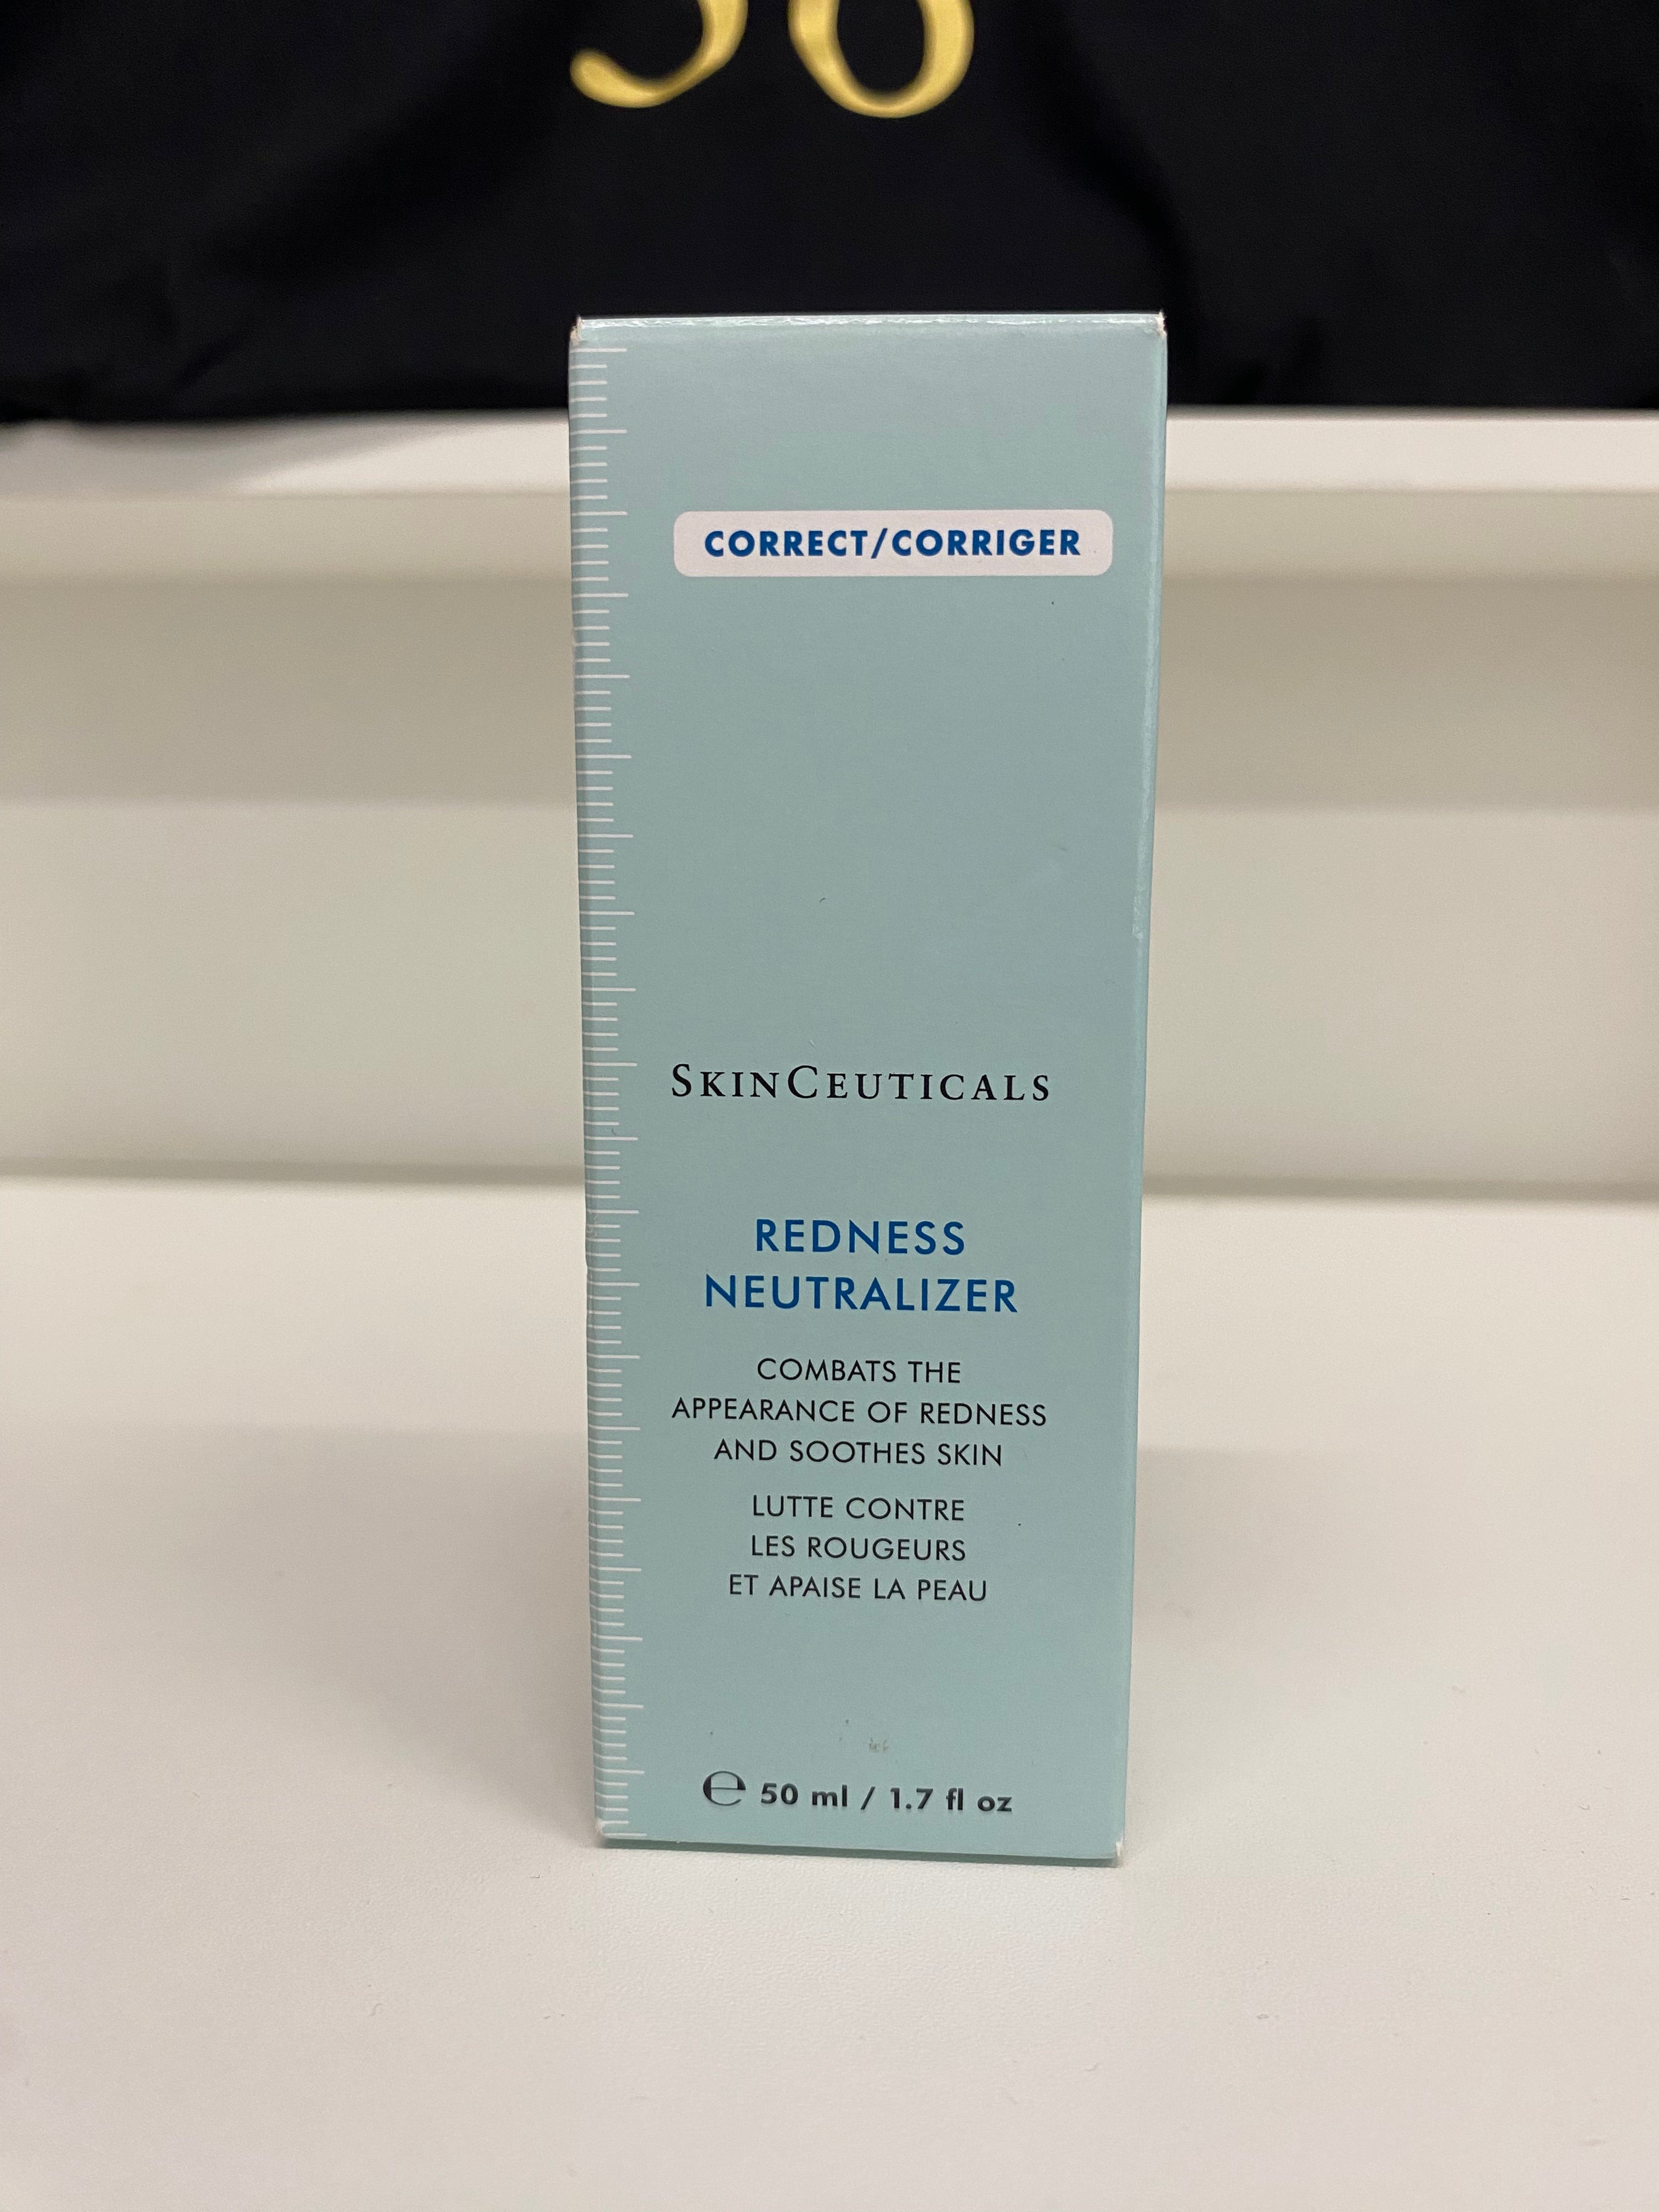 CORRECT/CORRIGER
SKINCEUTICALS
REDNESS
NEUTRALIZER
COMBATS THE
APPEARANCE OF REDNESS
AND SOOTHES SKIN
LUTTE CONTRE
LES ROUGEURS
ET APAISE LA PEAU
℮ 50 ml / 1.7 fl oz